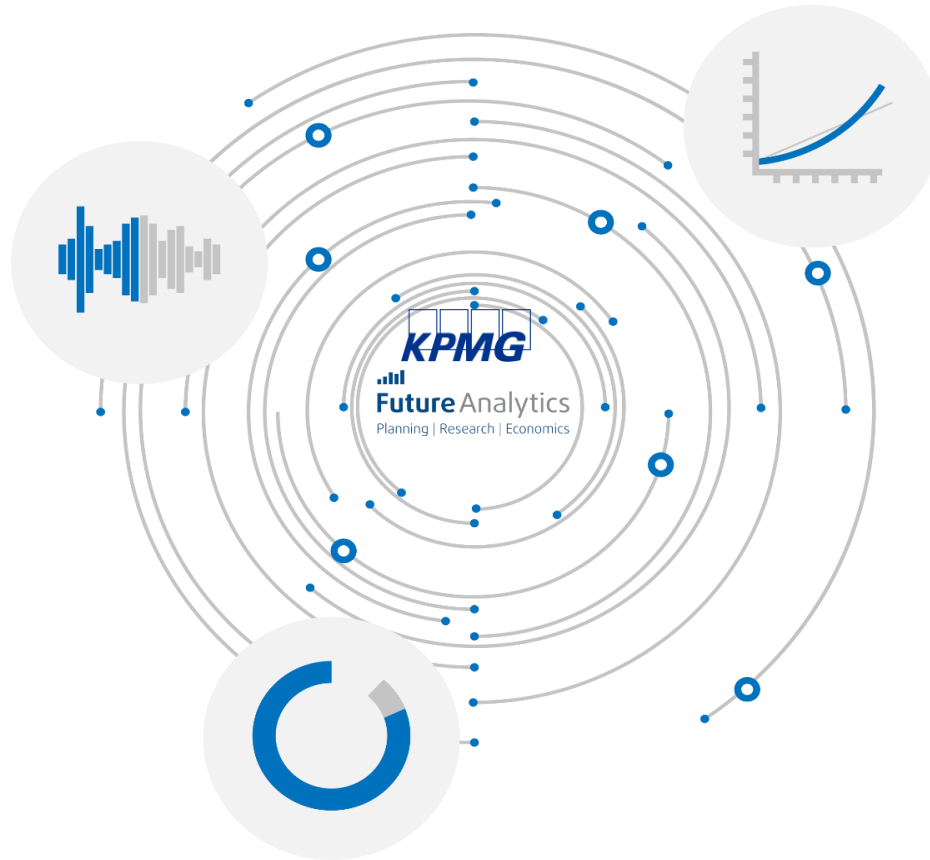 KPMG
Future Analytics
Planning | Research | Economics